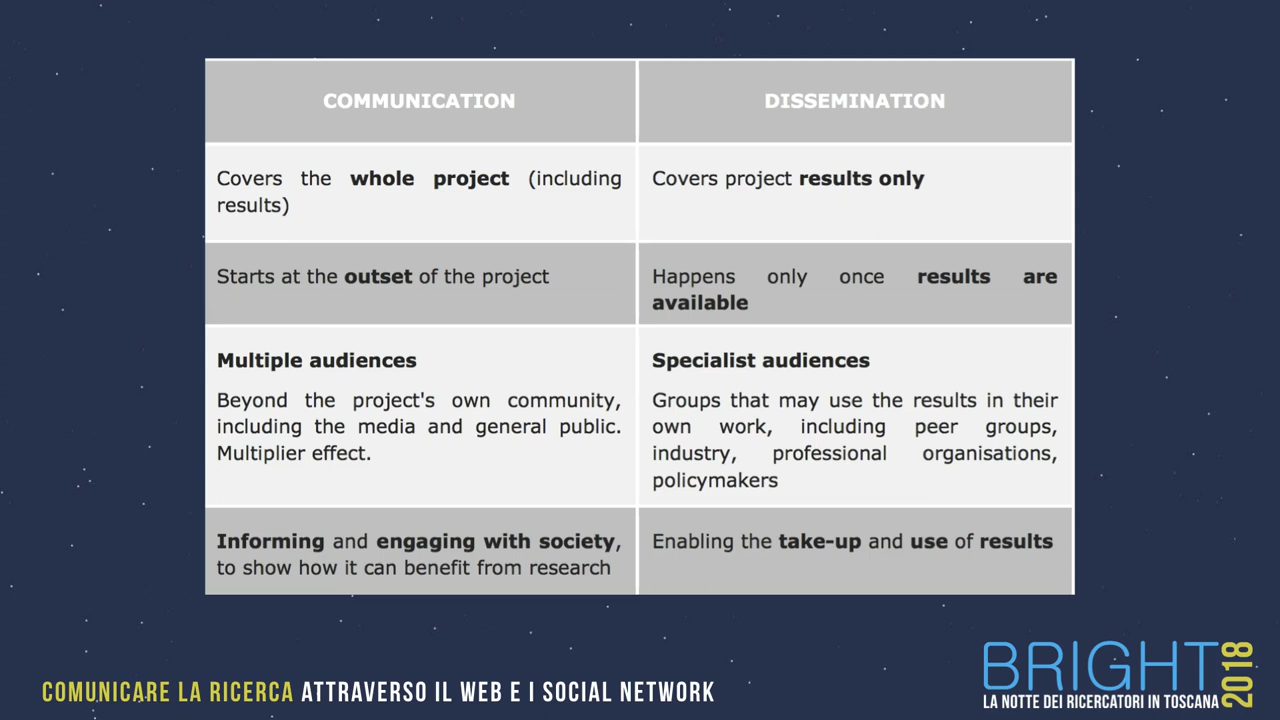 COMMUNICATION
DISSEMINATION
Covers the whole project (including
results)
Covers project results only
Starts at the outset of the project
Happens only once results are
available
Multiple audiences
Beyond the project's own community,
including the media and general public.
Multiplier effect.
Specialist audiences
Groups that may use the results in their
own work, including peer groups,
industry, professional organisations,
policymakers
Informing and engaging with society,
to show how it can benefit from research
Enabling the take-up and use of results
COMUNICARE LA RICERCA ATTRAVERSO IL WEB E I SOCIAL NETWORK
BRIGHT 2018
LA NOTTE DEI RICERCATORI IN TOSCANA